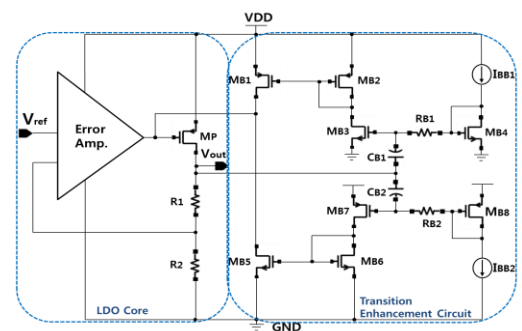 VDD
MB1
MB2
IBB1
Vref
Error
Amp.
MP
MB3
RB1
MB4
CB1
Vout
CB2
R1
MB7
RB2
MB8
R2
MB5
MB6
IBB2
LDO Core
GND
Transition
Enhancement Circuit